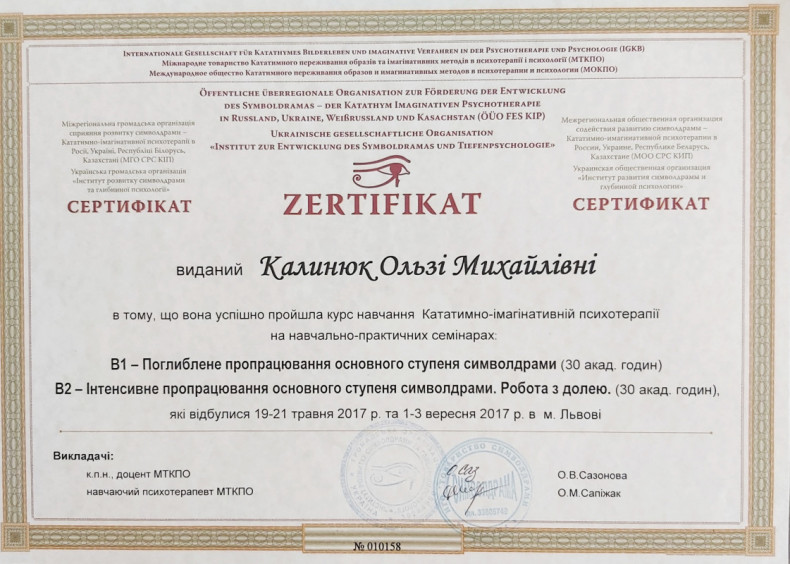 INTERNATIONALE GESELLSCHAFT FÜR KATATHYMES BILDERLEBEN UND IMAGINATIVE VERFAHREN IN DER PSYCHOTHERAPIE UND PSYCHOLOGIE (IGKB)
Міжнародне товариство Кататимного переживання образів та імагінативних методів в психотерапії і психології (МТКПО)
Международное общество Кататимного переживания образов и имагинативных методов в психотерапии и психологии (МОКПО)
ÖFFENTLICHE ÜBERREGIONALE ORGANISATION ZUR FÖRDERUNG DER ENTWICKLUNG
DES SYMBOLDRAMAS – DER KATATHYM IMAGINATIVEN PSYCHOTHERAPIE
IN RUSSLAND, UKRAINE, WEIßRUSSLAND UND KASACHSTAN (ÖÜO FES KIP)
UKRAINISCHE GESELLSCHAFTLICHE ORGANISATION
«INSTITUT ZUR ENTWICKLUNG DES SYMBOLDRAMAS UND TIEFENPSYCHOLOGIE»
Міжрегіональна громадська організація
сприяння розвитку символдрами –
Кататимно-імагінативної психотерапії в
Росії, Україні, Республіці Білорусь,
Казахстані (МГО СРС КІП)
Українська громадська організація
«Інститут розвитку символдрами
та глибинної психології»
СЕРТИФІКАТ
ZERTIFIKAT
Межрегиональная общественная организация
содействия развитию символдрамы –
Кататимно-имагинативной психотерапии в
России, Украине, Республике Беларусь,
Казахстане (МОО СРС КИП)
Украинская общественная организация
«Институт развития символдрамы и
глубинной психологии»
СЕРТИФИКАТ
виданий Калинюк Ользі Михайлівні
в тому, що вона успішно пройшла курс навчання Кататимно-імагінативній психотерапії
на навчально-практичних семінарах:
В1 – Поглиблене пропрацювання основного ступеня символдрами (30 акад. годин)
В2 – Інтенсивне пропрацювання основного ступеня символдрами. Робота з долею. (30 акад. годин),
які відбулися 19-21 травня 2017 р. та 1-3 вересня 2017 р. в м. Львові
Викладачі:
к.п.н., доцент МТКПО О.В.Сазонова
навчаючий психотерапевт МТКПО О.М.Сапіжак
СИМВОЛДРАМА
№ 010158